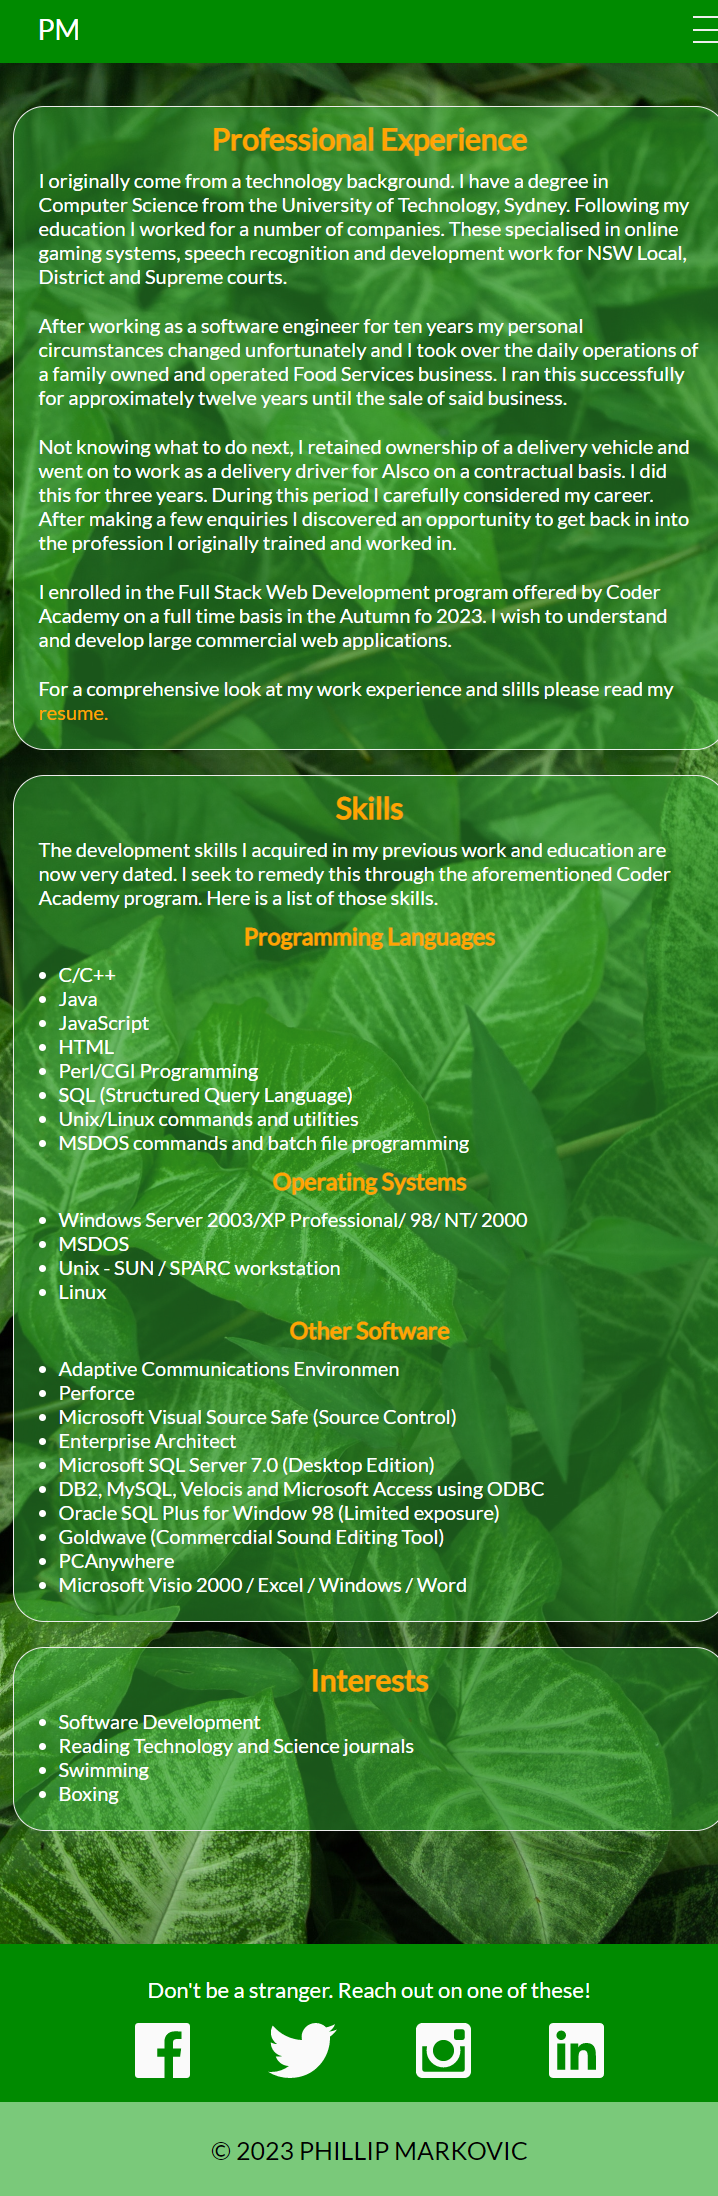 PM
Professional Experience
I originally come from a technology background. I have a degree in
Computer Science from the University of Technology, Sydney. Following my
education I worked for a number of companies. These specialised in online
gaming systems, speech recognition and development work for NSW Local,
District and Supreme courts.
After working as a software engineer for ten years my personal
circumstances changed unfortunately and I took over the daily operations of
a family owned and operated Food Services business. I ran this successfully
for approximately twelve years until the sale of said business.
Not knowing what to do next, I retained ownership of a delivery vehicle and
went on to work as a delivery driver for Alsco on a contractual basis. I did
this for three years. During this period I carefully considered my career.
After making a few enquiries I discovered an opportunity to get back in into
the profession I originally trained and worked in.
I enrolled in the Full Stack Web Development program offered by Coder
Academy on a full time basis in the Autumn fo 2023. I wish to understand
and develop large commercial web applications.
For a comprehensive look at my work experience and slills please read my
resume.
Skills
The development skills I acquired in my previous work and education are
now very dated. I seek to remedy this through the aforementioned Coder
Academy program. Here is a list of those skills.
Programming Languages
• C/C++
• Java
• JavaScript
• HTML
• Perl/CGI Programming
• SQL (Structured Query Language)
• Unix/Linux commands and utilities
• MSDOS commands and batch file programming
Operating Systems
• Windows Server 2003/XP Professional/ 98/ NT/ 2000
• MSDOS
• Unix - SUN / SPARC workstation
• Linux
Other Software
• Adaptive Communications Environmen
• Perforce
• Microsoft Visual Source Safe (Source Control)
• Enterprise Architect
• Microsoft SQL Server 7.0 (Desktop Edition)
• DB2, MySQL, Velocis and Microsoft Access using ODBC
• Oracle SQL Plus for Window 98 (Limited exposure)
• Goldwave (Commercdial Sound Editing Tool)
• PCAnywhere
• Microsoft Visio 2000 / Excel / Windows / Word
Interests
• Software Development
• Reading Technology and Science journals
• Swimming
• Boxing
Don't be a stranger. Reach out on one of these!
© 2023 PHILLIP MARKOVIC